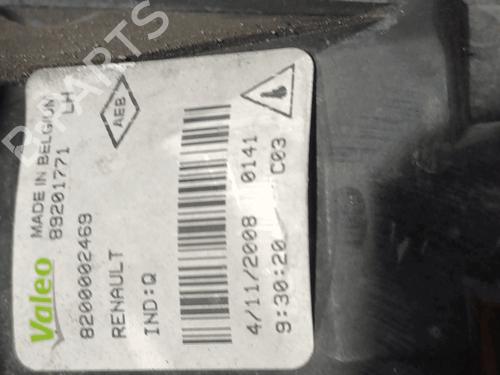 Valeo
MADE IN BELGIUM
89201771 LH
8200002469
RENAULT
IND:Q
AEB
4/11/2008 0141
9:30:20 C03
B-PARTS